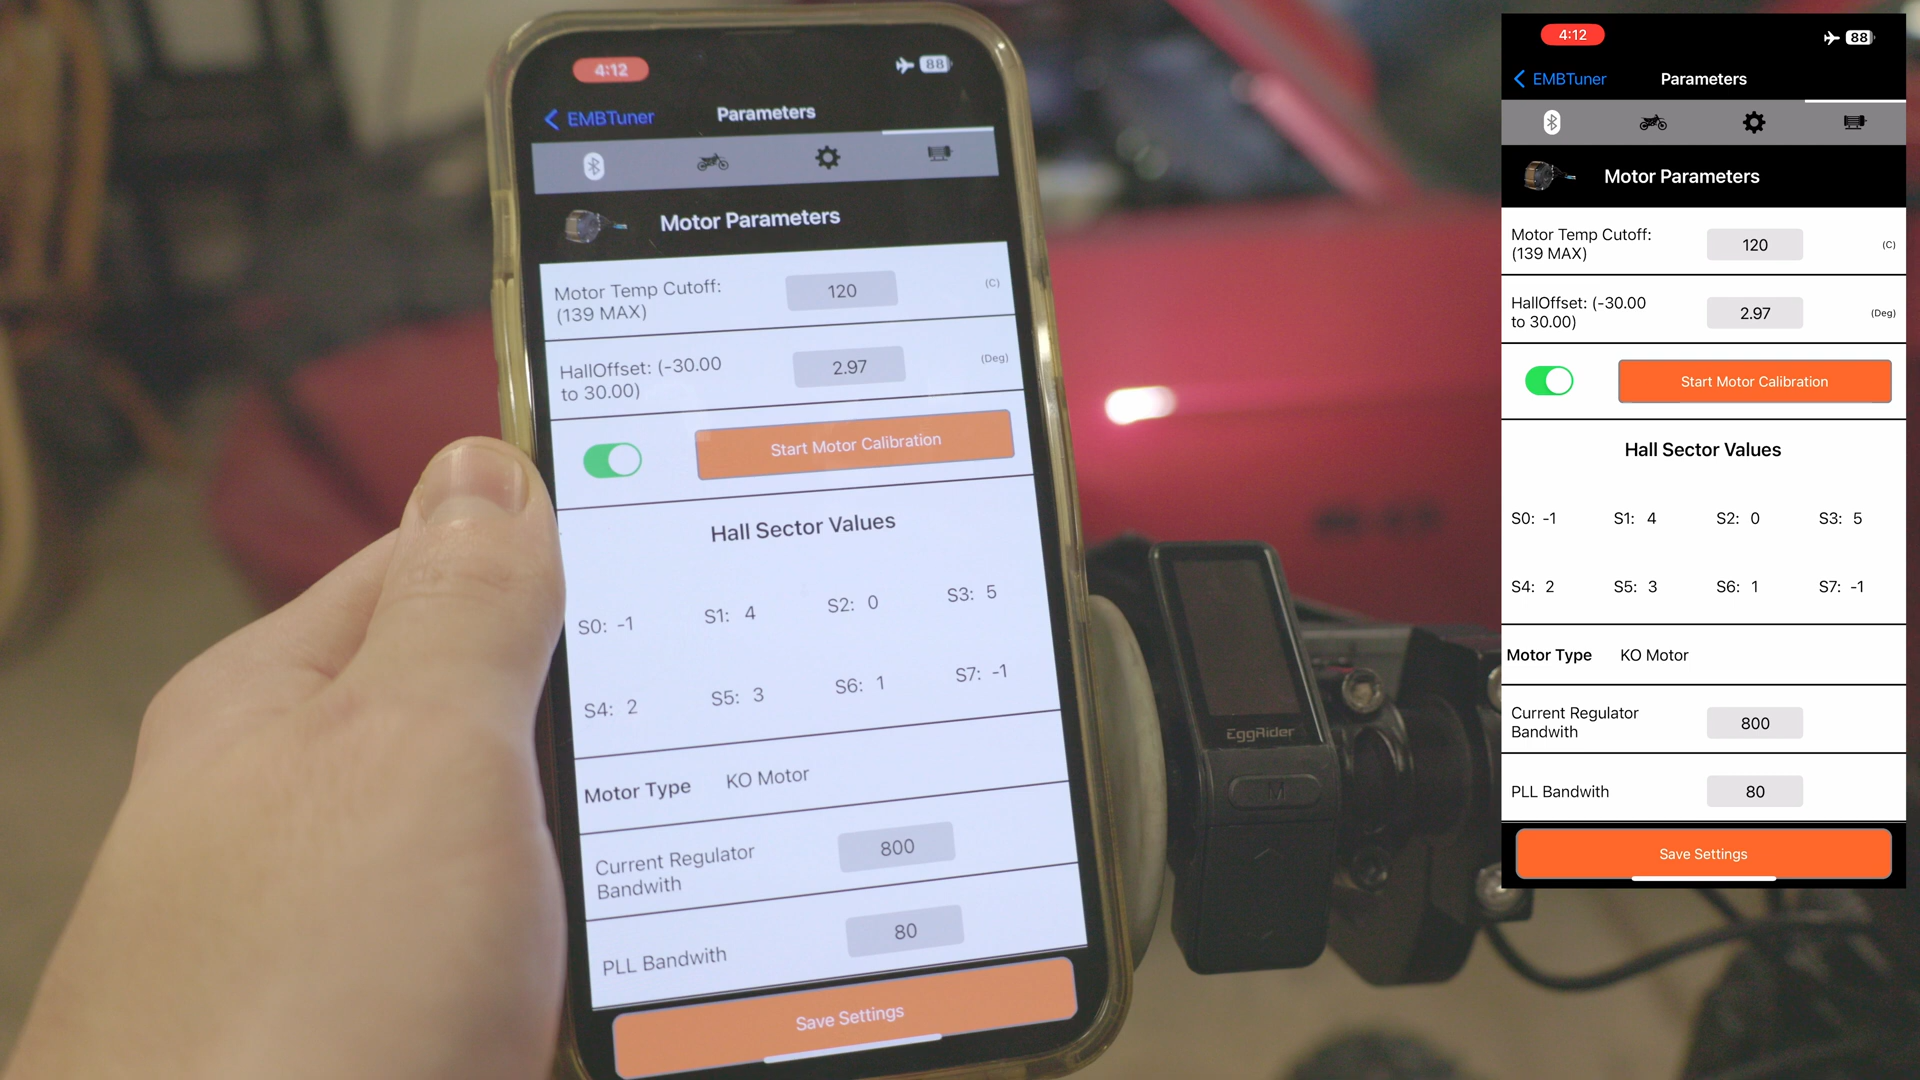 4:12
88
EMBTuner
Parameters
Motor Parameters
Motor Temp Cutoff:
(139 MAX)
120
(C)
HallOffset: (-30.00
to 30.00)
2.97
(Deg)
Start Motor Calibration
Hall Sector Values
S0: -1 S1: 4 S2: 0 S3: 5
S4: 2 S5: 3 S6: 1 S7: -1
Motor Type KO Motor
Current Regulator
Bandwith
800
PLL Bandwith
80
Save Settings
EggRider
M
4:12
88
EMBTuner
Parameters
Motor Parameters
Motor Temp Cutoff:
(139 MAX)
120
(C)
HallOffset: (-30.00
to 30.00)
2.97
(Deg)
Start Motor Calibration
Hall Sector Values
S0: -1 S1: 4 S2: 0 S3: 5
S4: 2 S5: 3 S6: 1 S7: -1
Motor Type KO Motor
Current Regulator
Bandwith
800
PLL Bandwith
80
Save Settings